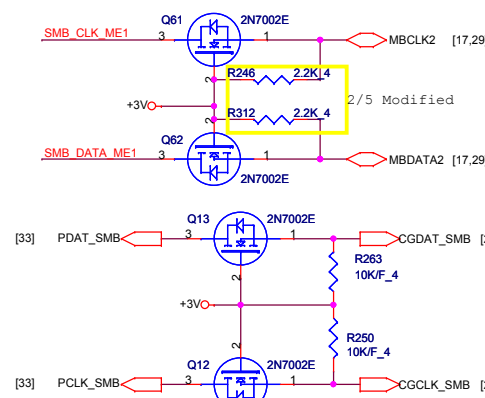 Q61 2N7002E
SMB_CLK_ME1 3 1 MBCLK2 [17,29
2
R246 2.2K_4
+3V 2/5 Modified
R312 2.2K_4
2
Q62
SMB_DATA_ME1 3 1 MBDATA2 [17,29
2N7002E
Q13 2N7002E
[33] PDAT_SMB 3 1 CGDAT_SMB
R263
10K/F_4
2
+3V
R250
10K/F_4
2
Q12 2N7002E
[33] PCLK_SMB 3 1 CGCLK_SMB